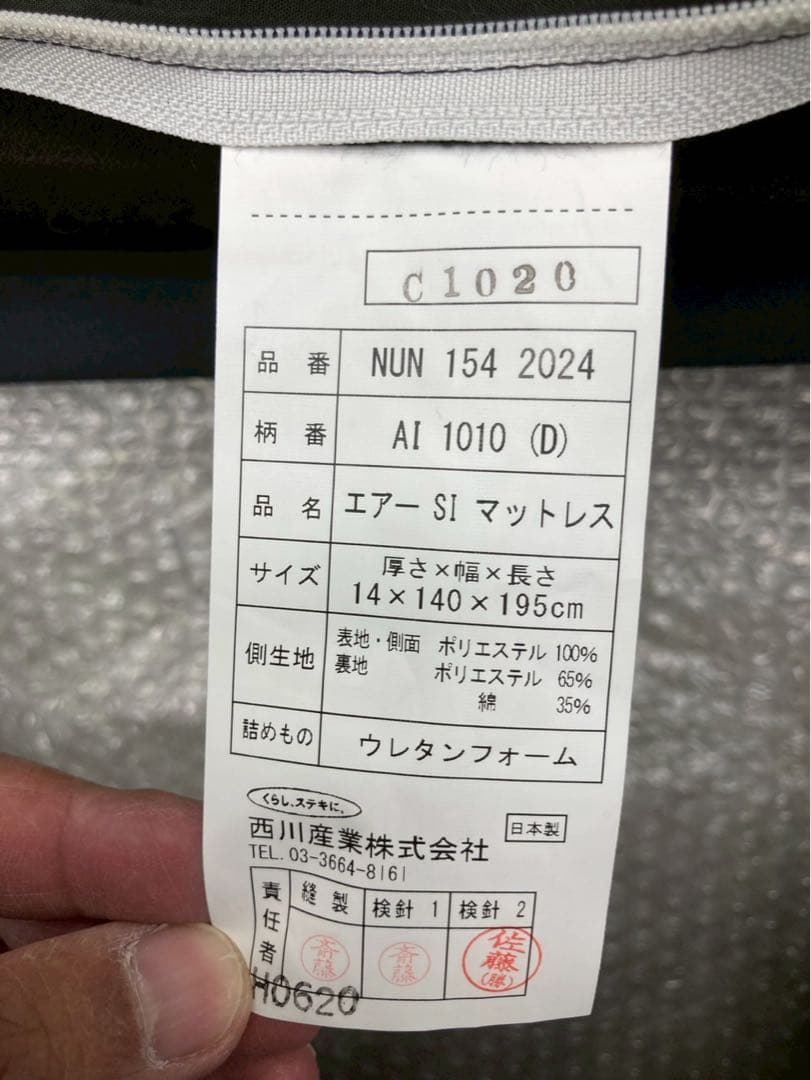 C1020
品番 NUN 154 2024
柄番 AI 1010 (D)
品名 エアー SI マットレス
サイズ 厚さ×幅×長さ
14×140×195cm
側生地 表地・側面 ポリエステル 100%
裏地 ポリエステル 65%
綿 35%
詰めもの ウレタンフォーム
くらし、ステキに。
西川産業株式会社 日本製
TEL. 03-3664-8161
責任者 縫製 検針 1 検針 2
斎藤 斎藤 佐藤(勝)
H0620